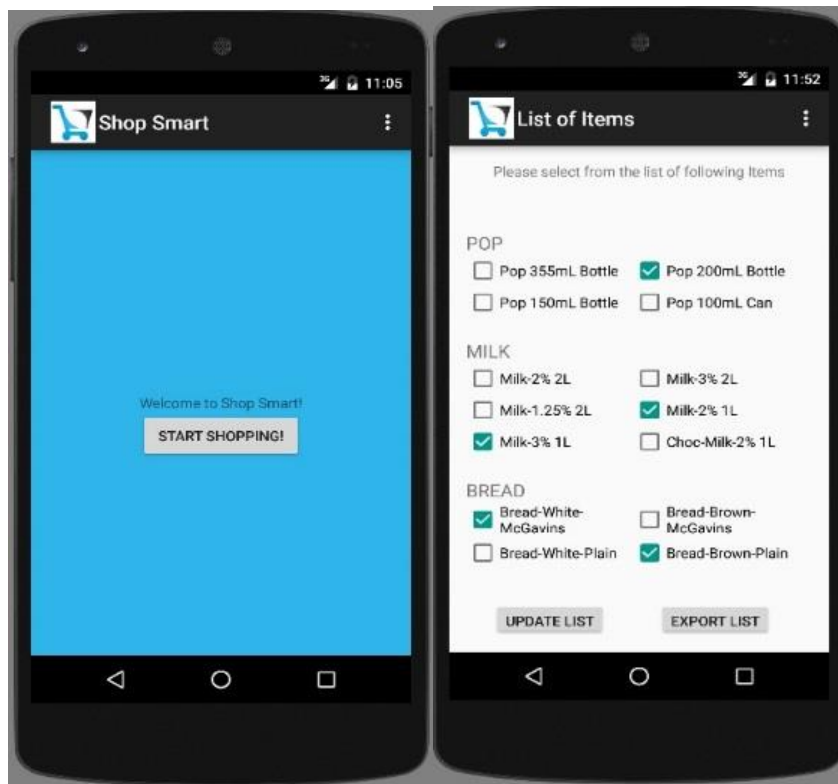 3G 11:05
Shop Smart
Welcome to Shop Smart!
START SHOPPING!
3G 11:52
List of Items
Please select from the list of following Items
POP
Pop 355mL Bottle Pop 200mL Bottle
Pop 150mL Bottle Pop 100mL Can
MILK
Milk-2% 2L Milk-3% 2L
Milk-1.25% 2L Milk-2% 1L
Milk-3% 1L Choc-Milk-2% 1L
BREAD
Bread-White- Bread-Brown-
McGavins McGavins
Bread-White-Plain Bread-Brown-Plain
UPDATE LIST EXPORT LIST